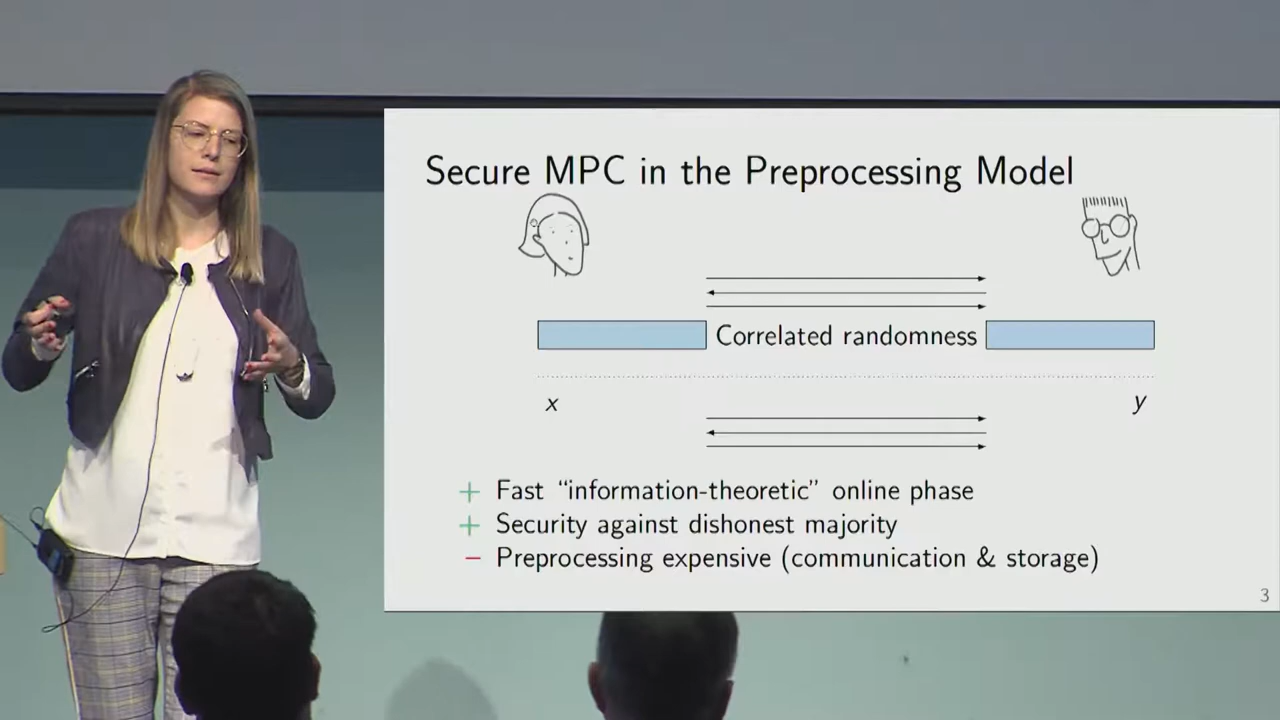 Secure MPC in the Preprocessing Model
Correlated randomness
x
y
+ Fast “information-theoretic” online phase
+ Security against dishonest majority
− Preprocessing expensive (communication & storage)
3